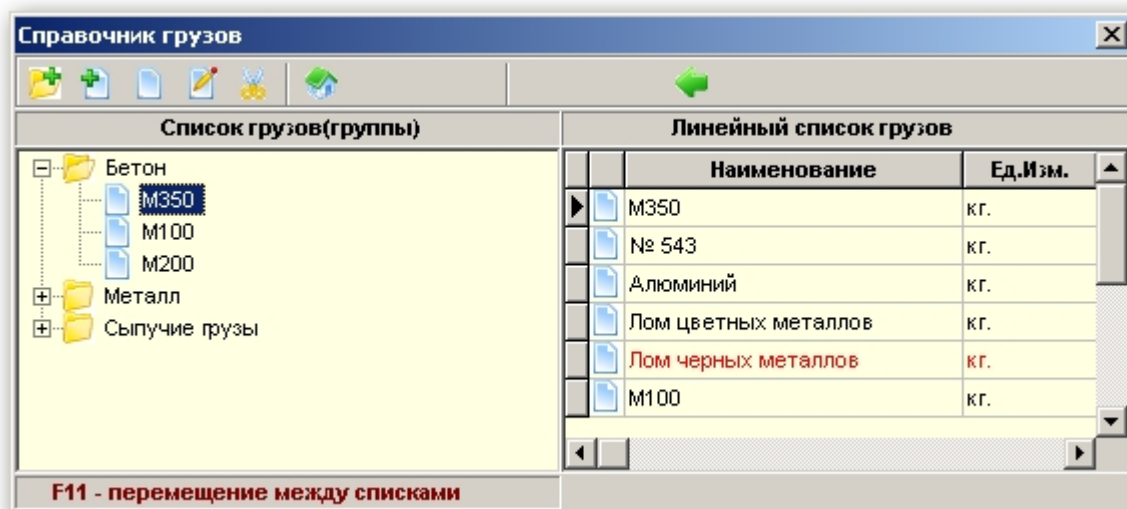 Справочник грузов
Список грузов(группы)
Линейный список грузов
Бетон
М350
М100
М200
Металл
Сыпучие грузы
Наименование Ед.Изм.
М350 кг.
№ 543 кг.
Алюминий кг.
Лом цветных металлов кг.
Лом черных металлов кг.
М100 кг.
F11 - перемещение между списками